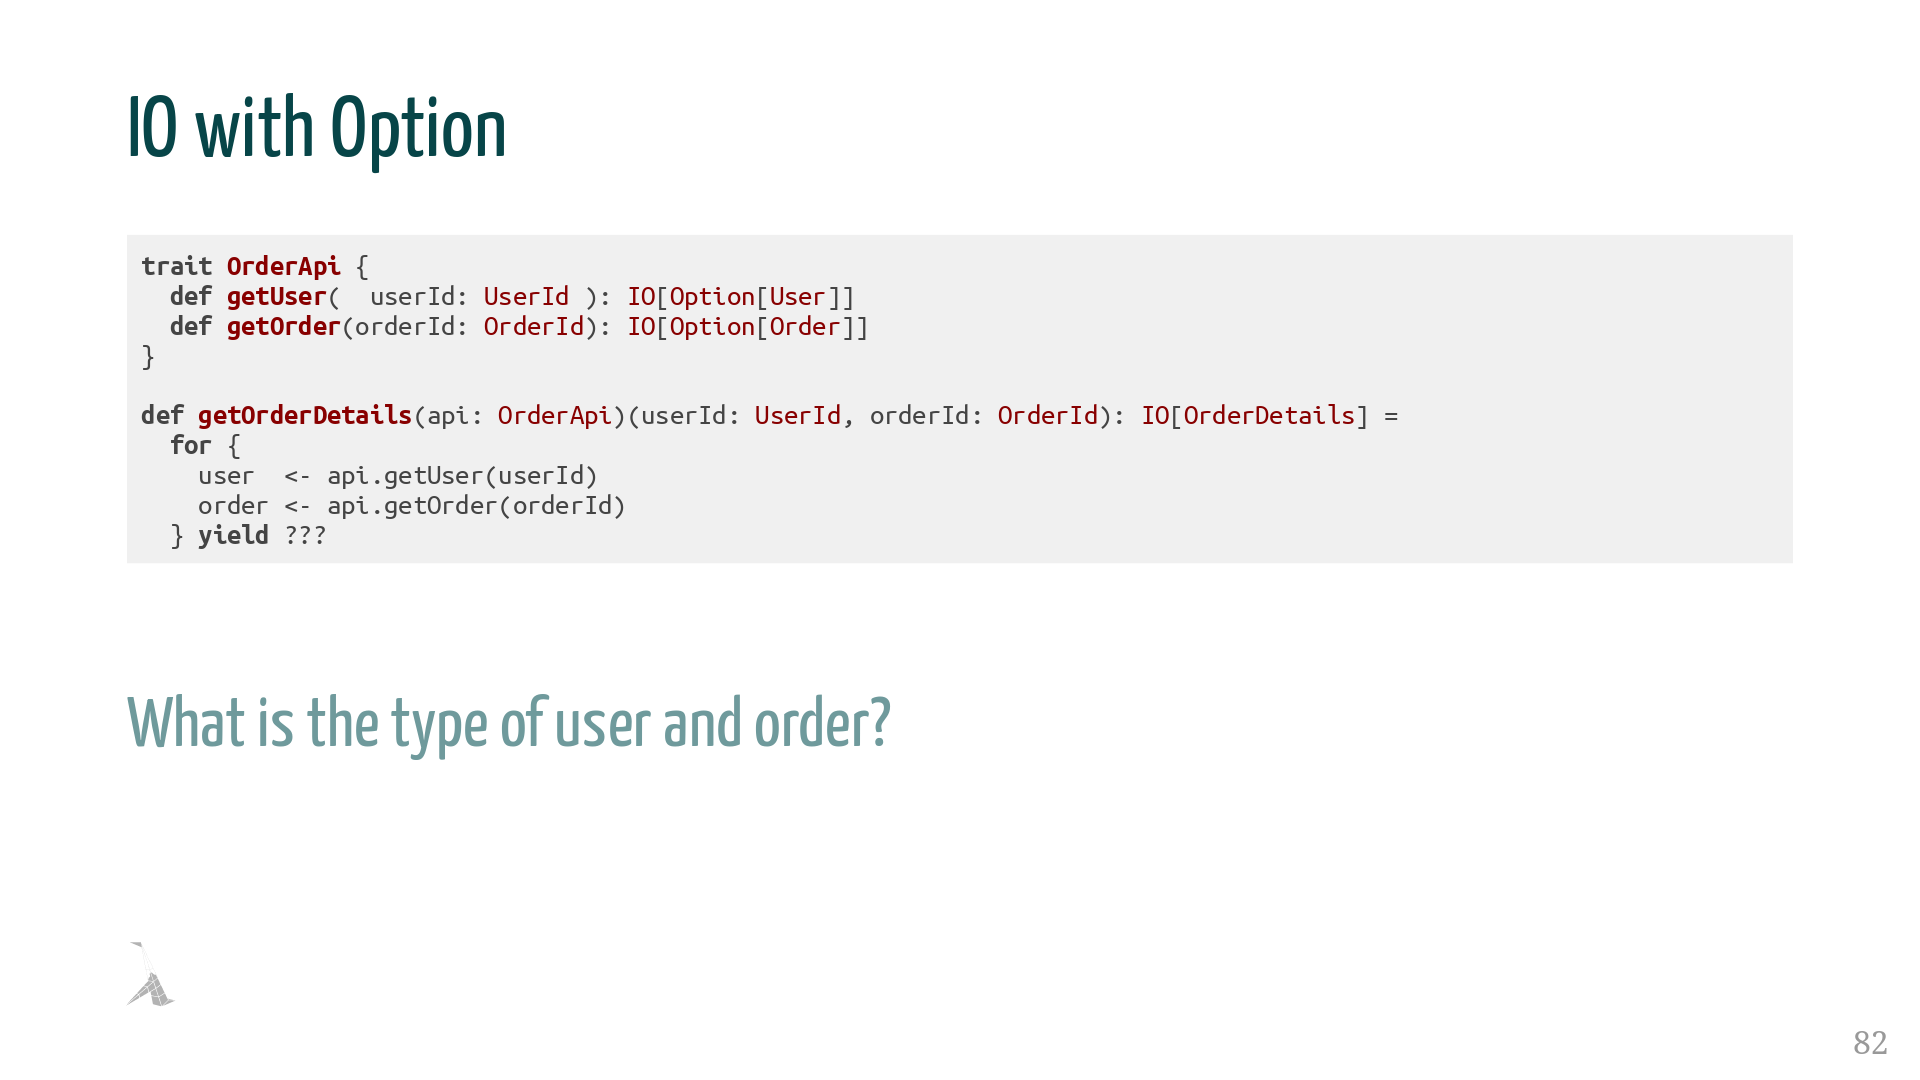 IO with Option
trait OrderApi {
  def getUser(  userId: UserId ): IO[Option[User]]
  def getOrder(orderId: OrderId): IO[Option[Order]]
}
def getOrderDetails(api: OrderApi)(userId: UserId, orderId: OrderId): IO[OrderDetails] =
  for {
    user  <- api.getUser(userId)
    order <- api.getOrder(orderId)
  } yield ???
What is the type of user and order?
82